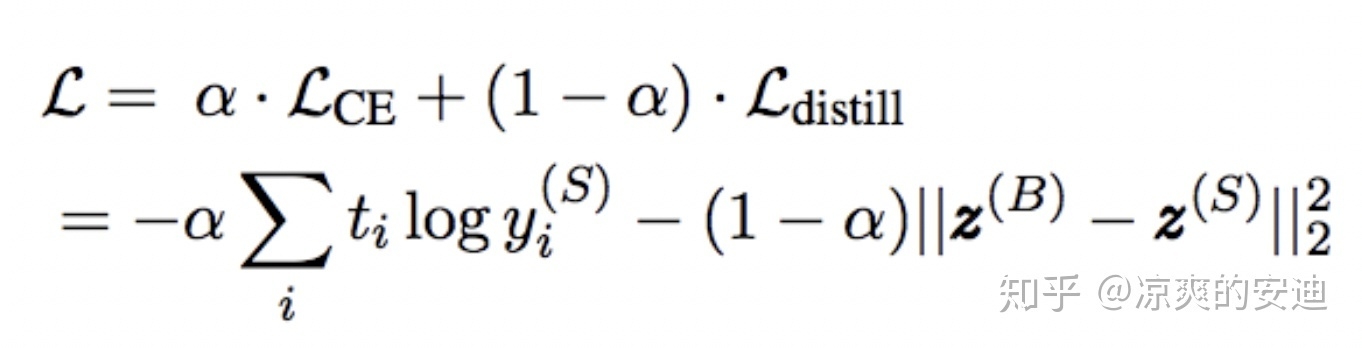 ℒ = α · ℒ_CE + (1 − α) · ℒ_distill
= −α ∑_i t_i log y_i^(S) − (1 − α)||z^(B) − z^(S)||_2^2
知乎 @凉爽的安迪